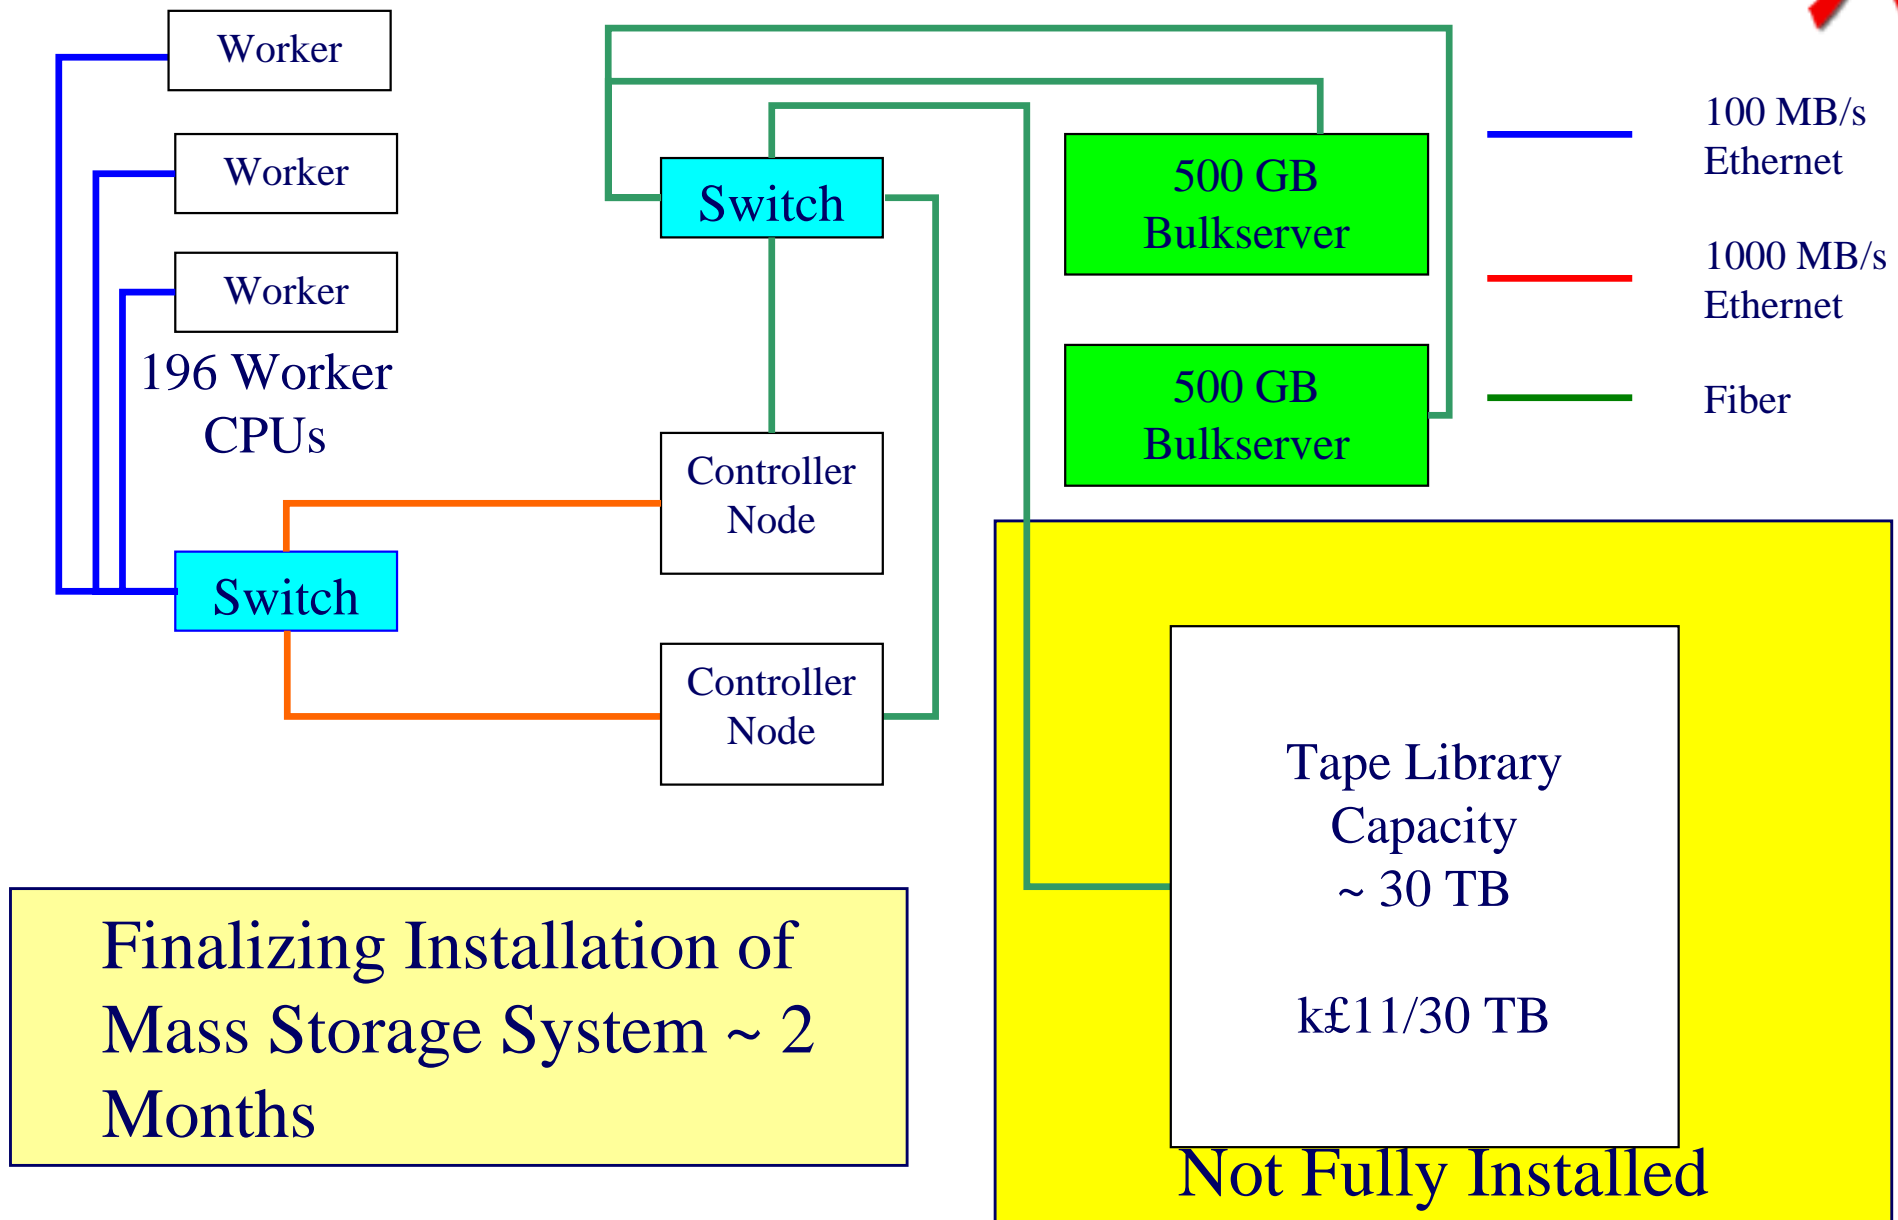 Worker
Worker
Worker
196 Worker
CPUs
Switch
Switch
Controller
Node
Controller
Node
500 GB
Bulkserver
500 GB
Bulkserver
100 MB/s
Ethernet
1000 MB/s
Ethernet
Fiber
Tape Library
Capacity
~ 30 TB
k£11/30 TB
Not Fully Installed
Finalizing Installation of
Mass Storage System ~ 2
Months